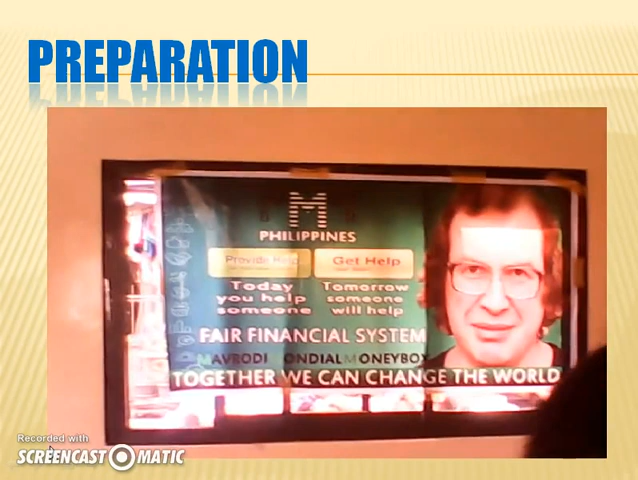 PREPARATION
M
PHILIPPINES
Provide Help
Get Help
Today
you help
someone
Tomorrow
someone
will help
FAIR FINANCIAL SYSTEM
MAVRODI ONDIAL MONEYBOX
TOGETHER WE CAN CHANGE THE WORLD
Recorded with
SCREENCAST MATIC